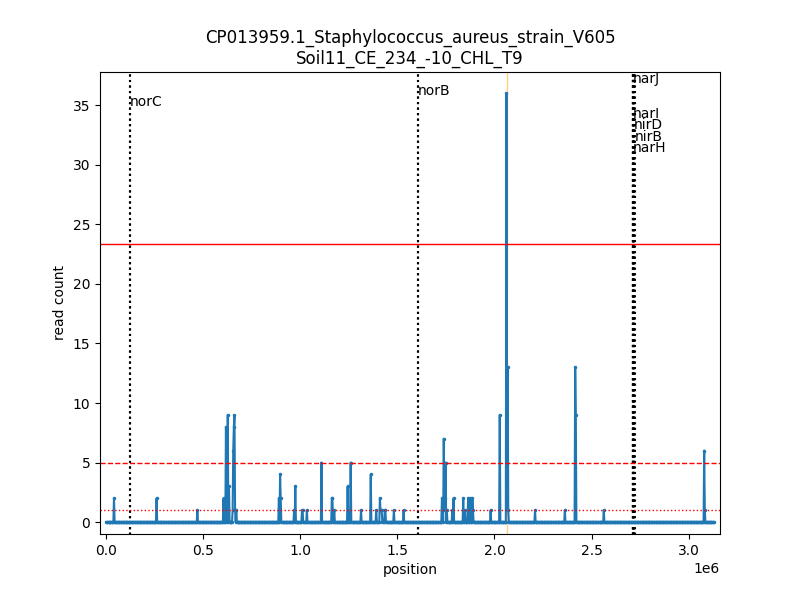 CP013959.1_Staphylococcus_aureus_strain_V605
Soil11_CE_234_-10_CHL_T9
narJ
norB
norC
narI
nirD
nirB
narH
35
30
25
20
15
10
5
0
read count
0.0 0.5 1.0 1.5 2.0 2.5 3.0
1e6
position